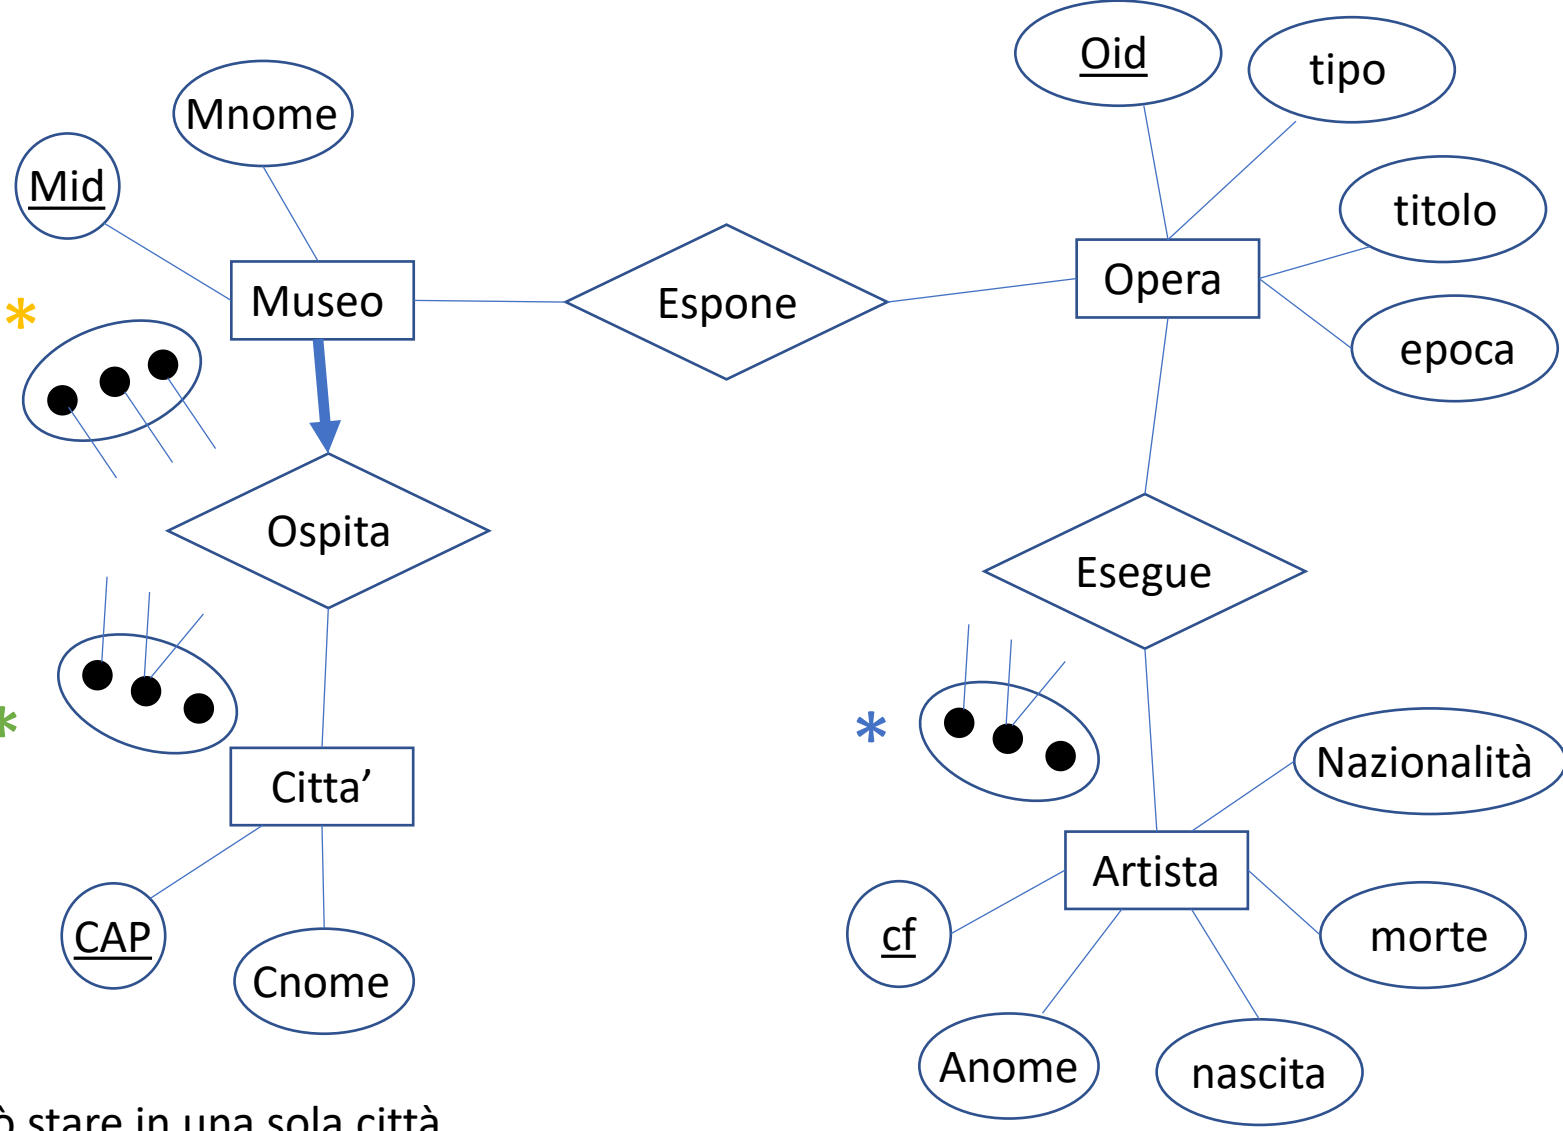 Oid
tipo
Mnome
Mid
titolo
Museo
Espone
Opera
*
epoca
Ospita
Esegue
*
*
Citta’
Nazionalità
Artista
CAP
cf
morte
Cnome
Anome
nascita
ò stare in una sola città